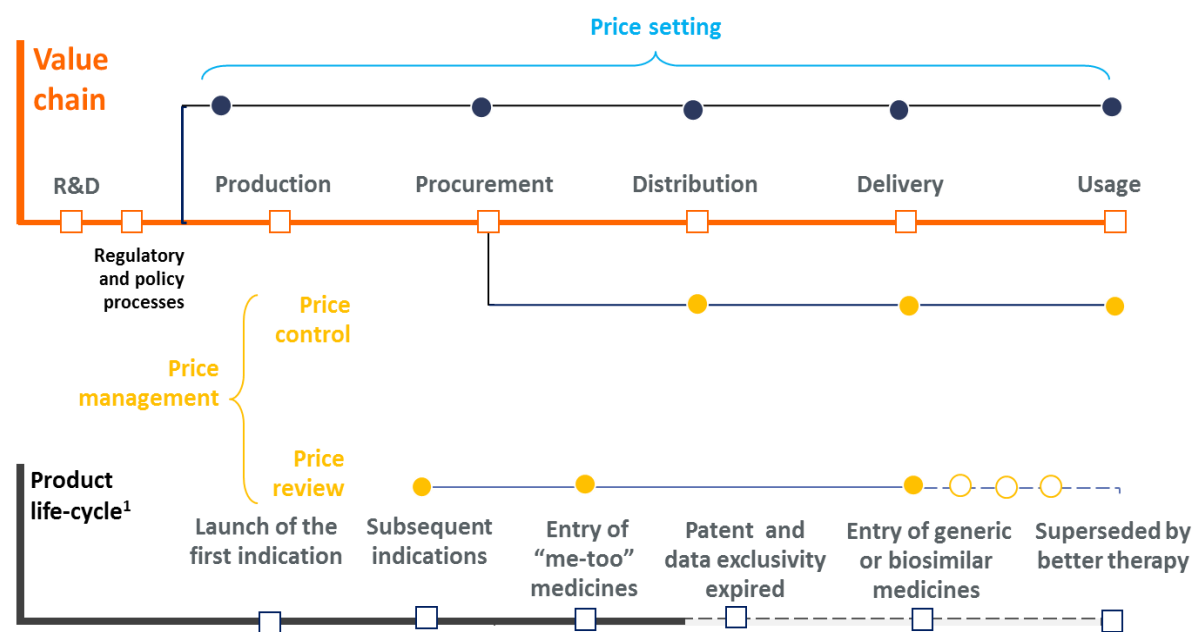 Price setting
Value
chain
R&D
Production
Procurement
Distribution
Delivery
Usage
Regulatory
and policy
processes
Price
control
Price
management
Price
review
Product
life-cycle¹
Launch of the
first indication
Subsequent
indications
Entry of
“me-too”
medicines
Patent and
data exclusivity
expired
Entry of generic
or biosimilar
medicines
Superseded by
better therapy